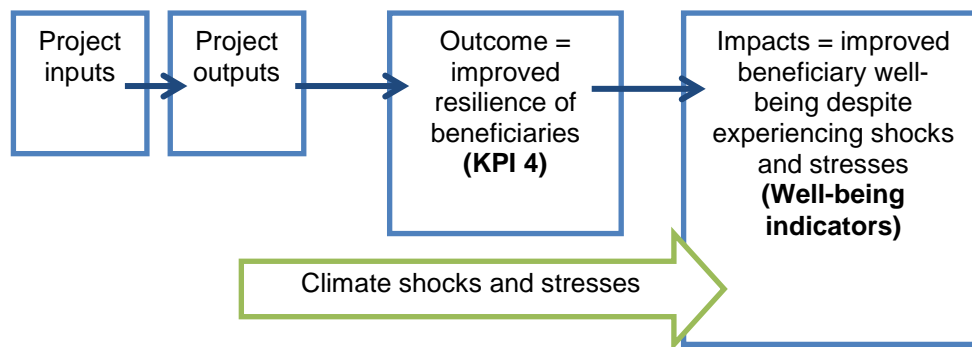 Project
inputs
Project
outputs
Outcome =
improved
resilience of
beneficiaries
(KPI 4)
Impacts = improved
beneficiary well-
being despite
experiencing shocks
and stresses
(Well-being
indicators)
Climate shocks and stresses